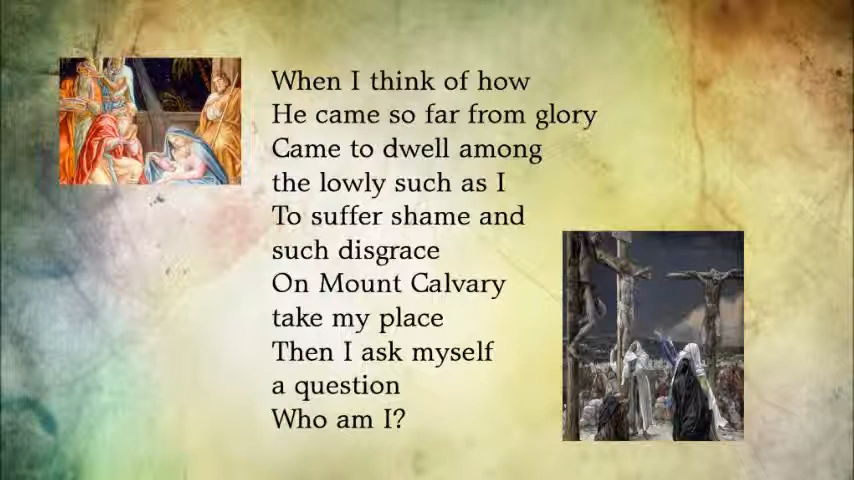 When I think of how
He came so far from glory
Came to dwell among
the lowly such as I
To suffer shame and
such disgrace
On Mount Calvary
take my place
Then I ask myself
a question
Who am I?